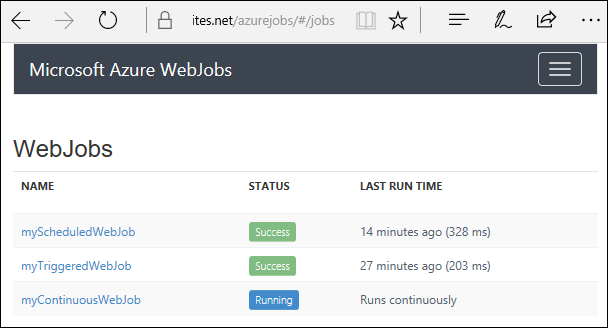 ites.net/azurejobs/#/jobs
Microsoft Azure WebJobs
WebJobs
NAME STATUS LAST RUN TIME
myScheduledWebJob Success 14 minutes ago (328 ms)
myTriggeredWebJob Success 27 minutes ago (203 ms)
myContinuousWebJob Running Runs continuously